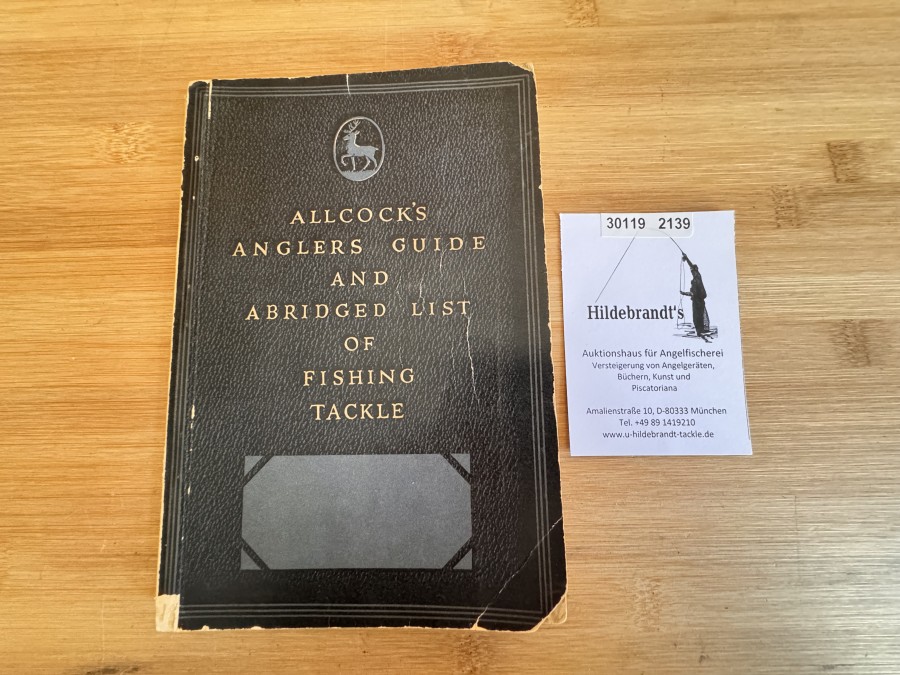 ALLCOCK'S
ANGLERS GUIDE
AND
ABRIDGED LIST
OF
FISHING
TACKLE
30119 2139
Hildebrandt's
Auktionshaus für Angelfischerei
Versteigerung von Angelgeräten,
Büchern, Kunst und
Piscatoriana
Amalienstraße 10, D-80333 München
Tel. +49 89 1419210
www.u-hildebrandt-tackle.de